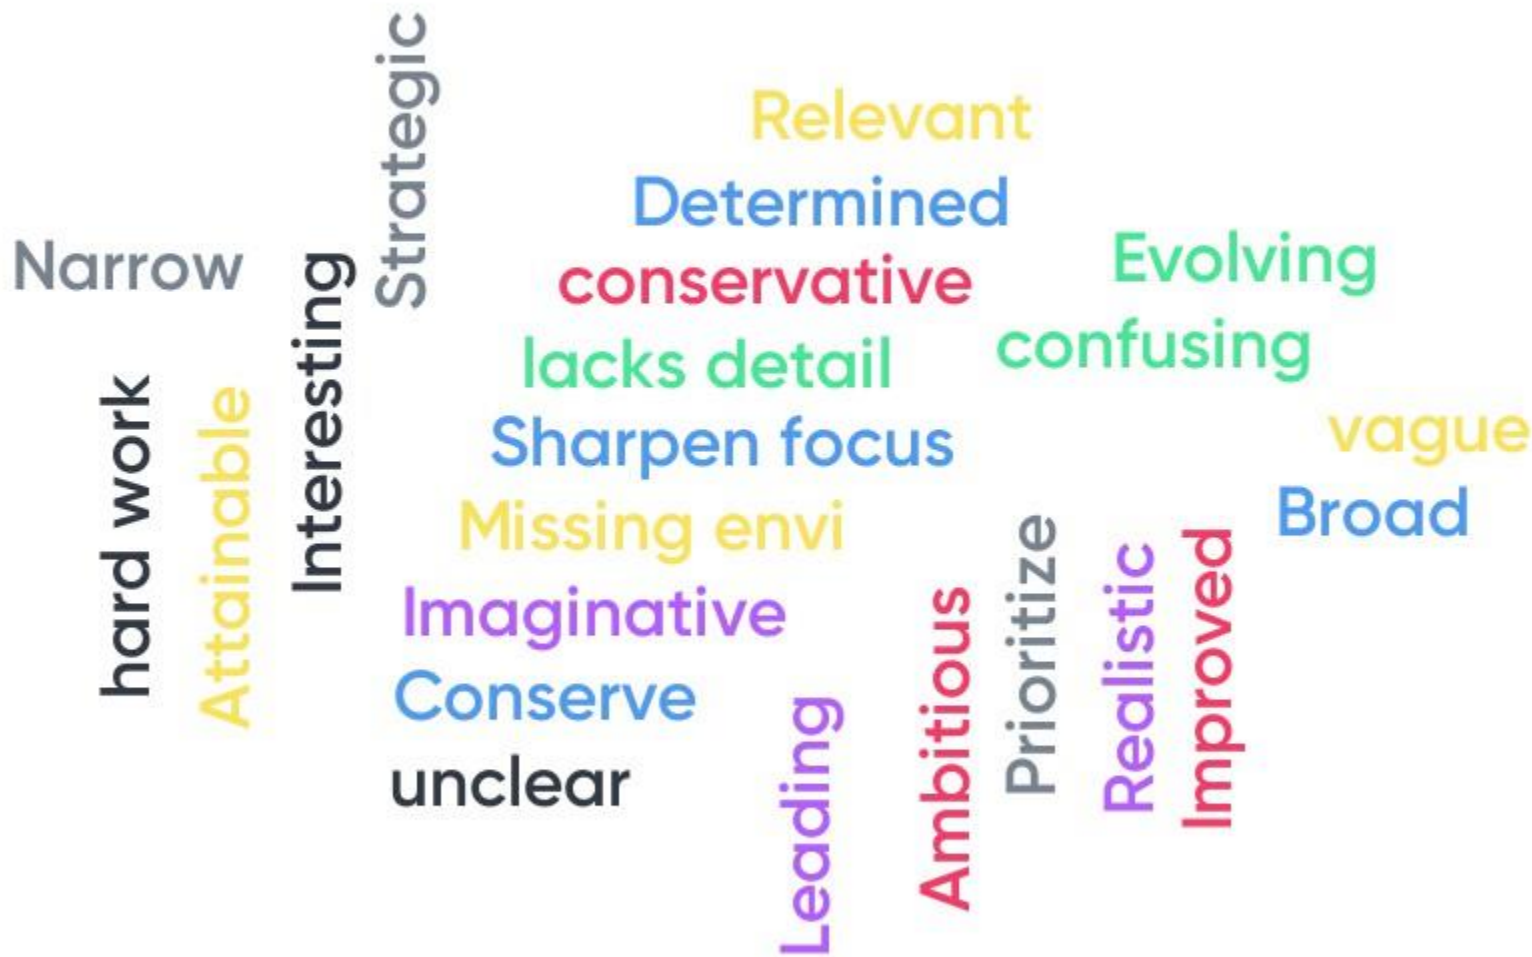 Strategic
Relevant
Determined
Narrow
Interesting
conservative
Evolving
lacks detail
confusing
hard work
Attainable
Sharpen focus
vague
Missing envi
Broad
Imaginative
Ambitious
Prioritize
Realistic
Improved
Conserve
Leading
unclear